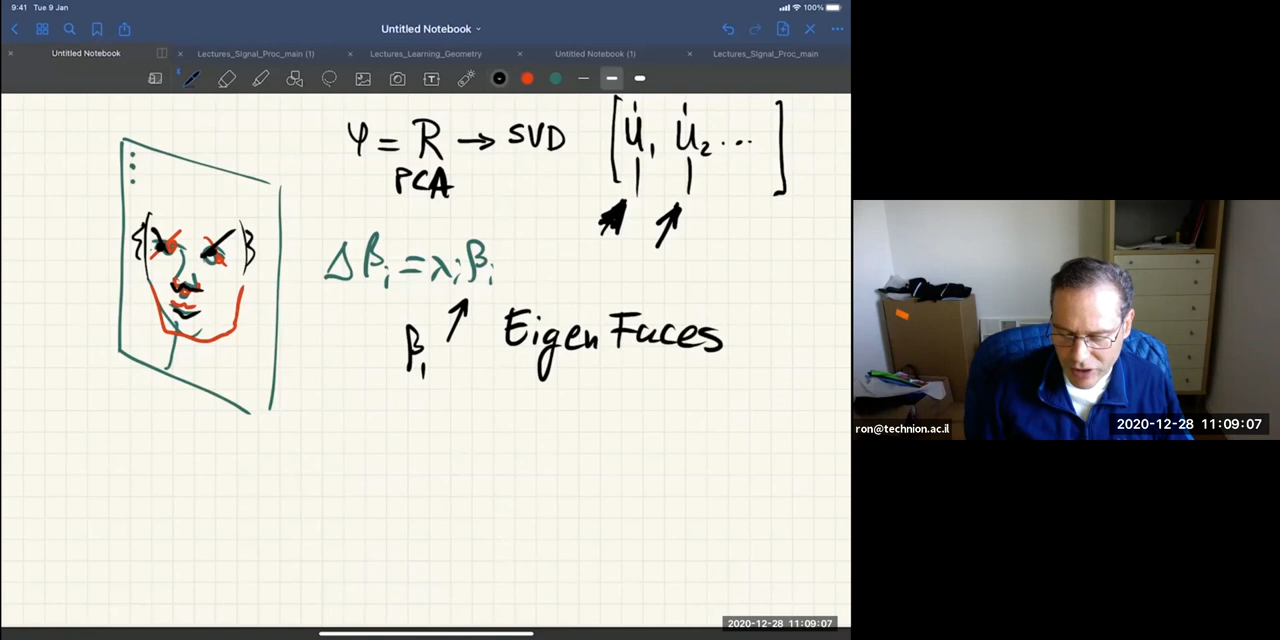 9:41 Tue 9 Jan
100%
Untitled Notebook
Untitled Notebook
Lectures_Signal_Proc_main (1)
Lectures_Learning_Geometry
Untitled Notebook (1)
Lectures_Signal_Proc_main
φ = R → SVD [u₁ u₂ ...]
PCA
Δβᵢ = λᵢβᵢ
β₁
Eigen Faces
ron@technion.ac.il
2020-12-28 11:09:07
2020-12-28 11:09:07